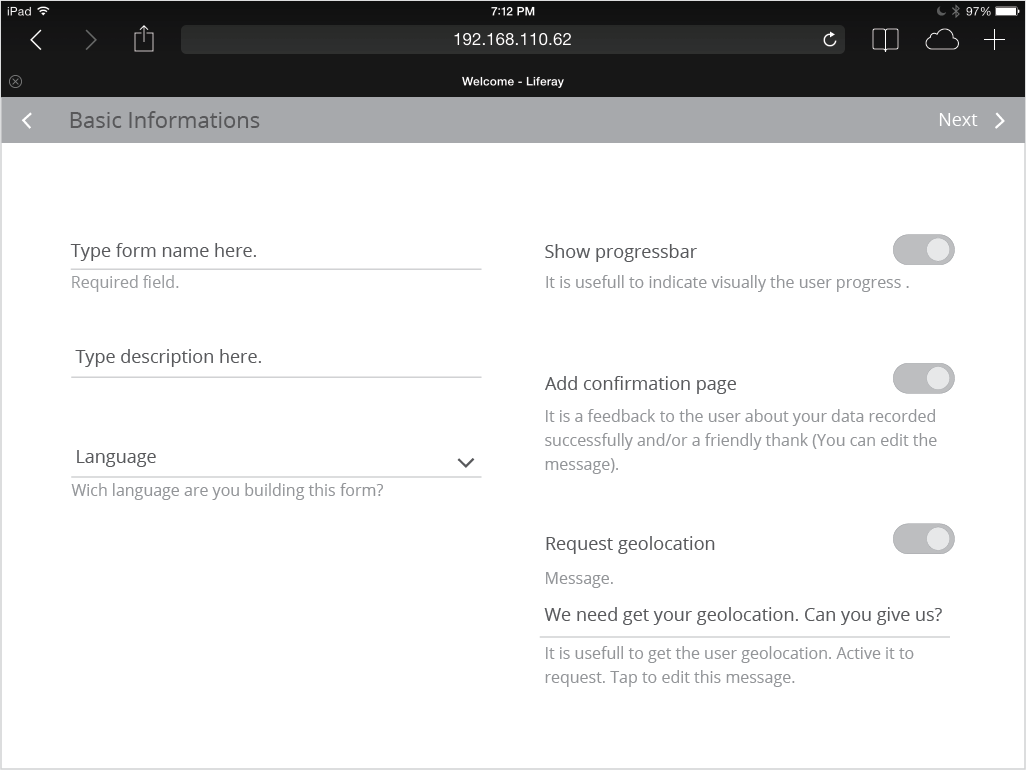 iPad 7:12 PM 97%
192.168.110.62
Welcome - Liferay
Basic Informations Next
Type form name here.
Required field.
Type description here.
Language
Wich language are you building this form?
Show progressbar
It is usefull to indicate visually the user progress .
Add confirmation page
It is a feedback to the user about your data recorded
successfully and/or a friendly thank (You can edit the
message).
Request geolocation
Message.
We need get your geolocation. Can you give us?
It is usefull to get the user geolocation. Active it to
request. Tap to edit this message.